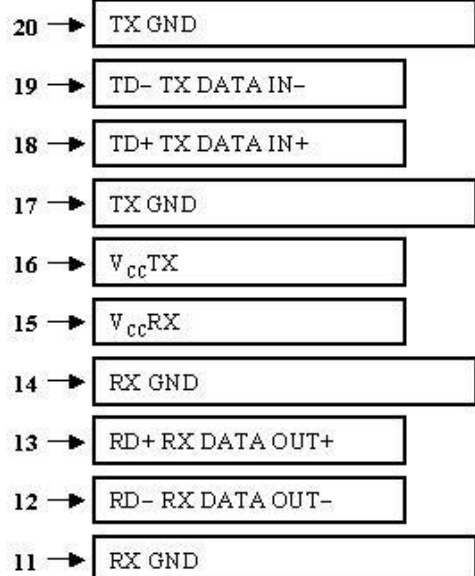 20 TX GND
19 TD– TX DATA IN–
18 TD+ TX DATA IN+
17 TX GND
16 VCCTX
15 VCCRX
14 RX GND
13 RD+ RX DATA OUT+
12 RD– RX DATA OUT–
11 RX GND